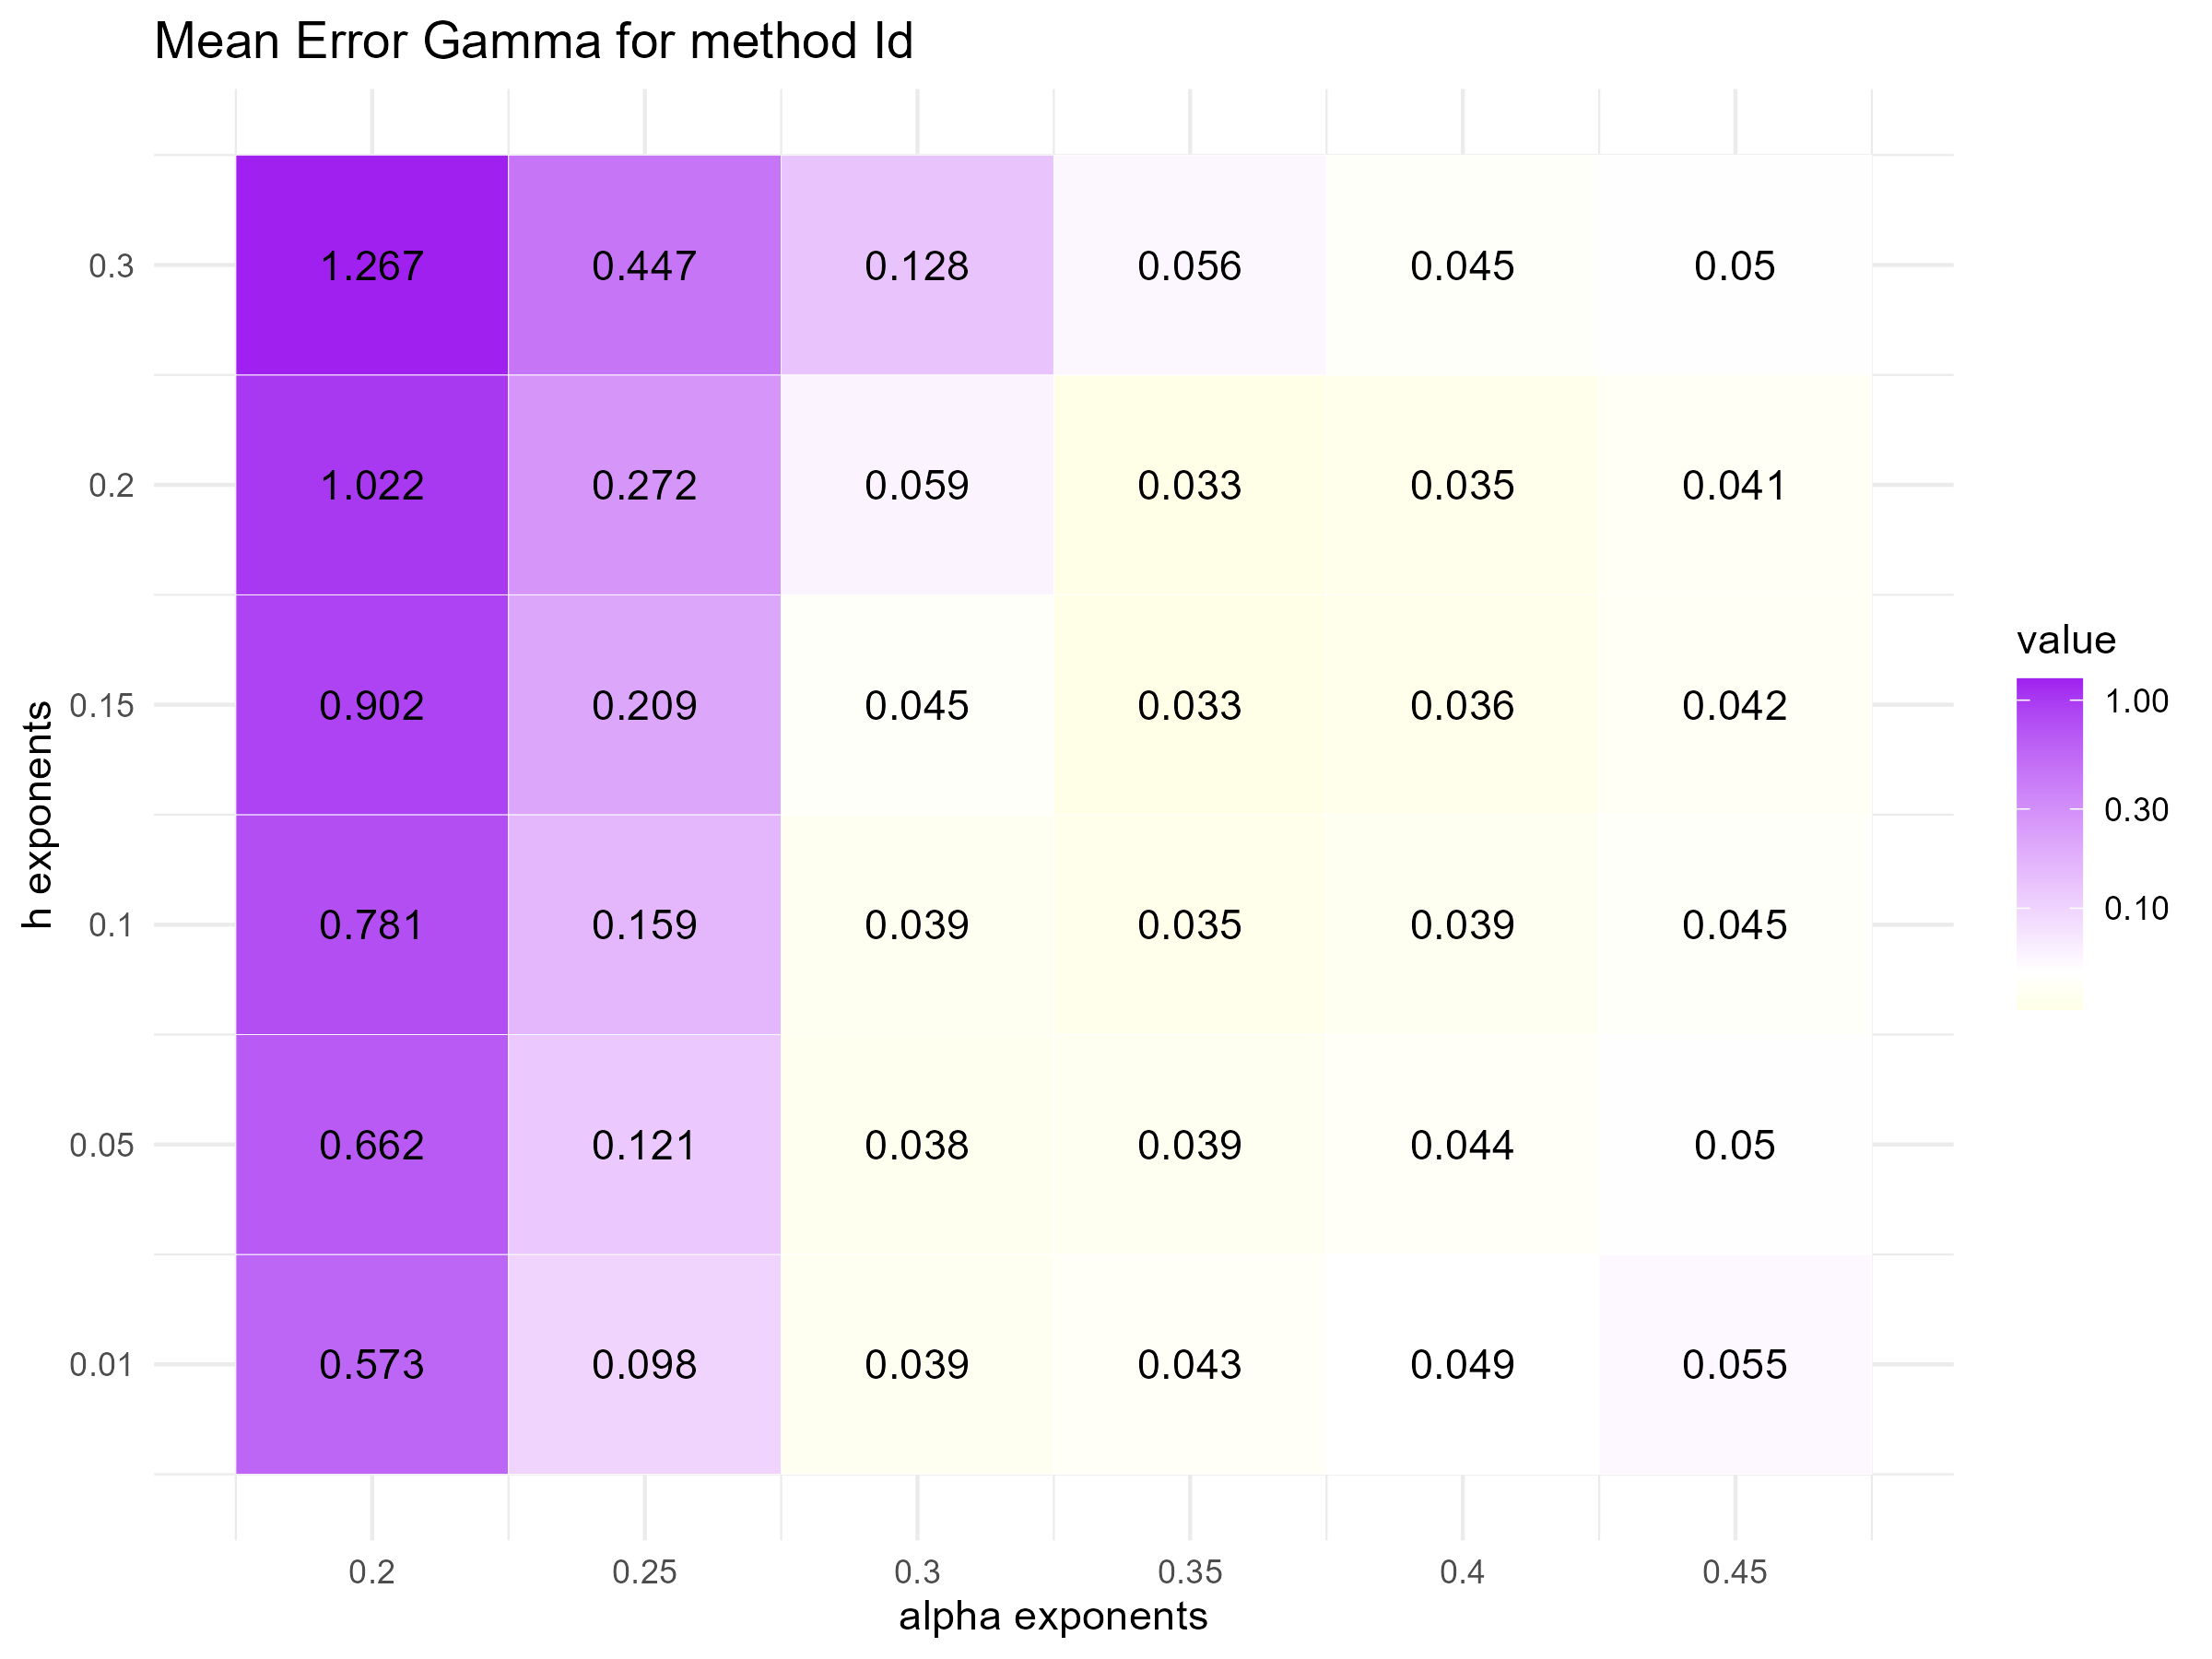 Mean Error Gamma for method Id
0.3 1.267 0.447 0.128 0.056 0.045 0.05
0.2 1.022 0.272 0.059 0.033 0.035 0.041
0.15 0.902 0.209 0.045 0.033 0.036 0.042
0.1 0.781 0.159 0.039 0.035 0.039 0.045
0.05 0.662 0.121 0.038 0.039 0.044 0.05
0.01 0.573 0.098 0.039 0.043 0.049 0.055
0.2 0.25 0.3 0.35 0.4 0.45
alpha exponents
h exponents
value
1.00
0.30
0.10